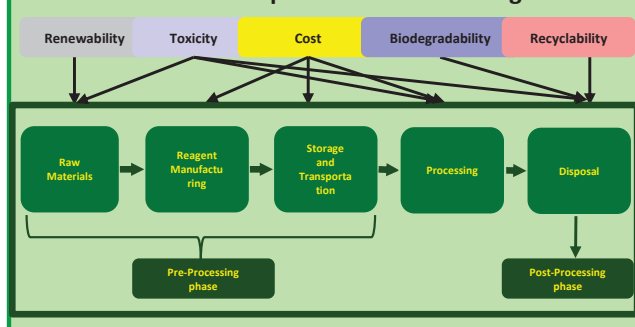 Renewability
Toxicity
Cost
Biodegradability
Recyclability
Raw
Materials
Reagent
Manufactu
ring
Storage
and
Transporta
tion
Processing
Disposal
Pre-Processing
phase
Post-Processing
phase